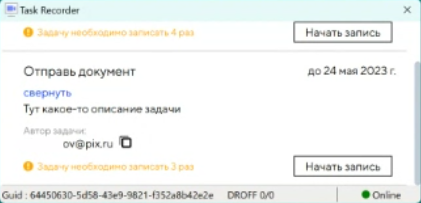 Task Recorder
Задачу необходимо записать 4 раз
Начать запись
Отправь документ
до 24 мая 2023 г.
свернуть
Тут какое-то описание задачи
Автор задачи:
ov@pix.ru
Задачу необходимо записать 3 раз
Начать запись
Guid : 64450630-5d58-43e9-9821-f352a8b42e2e DROFF 0/0 Online